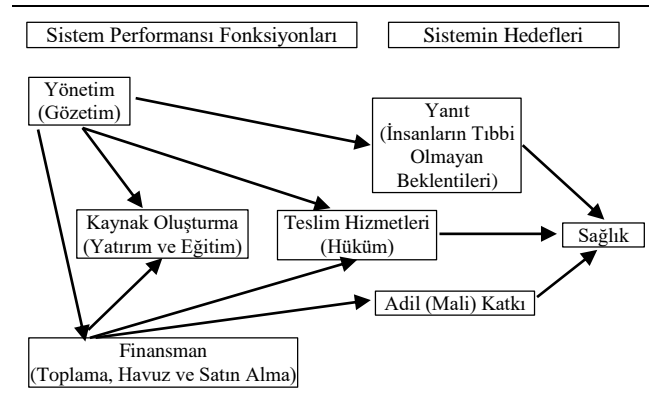 Sistem Performansı Fonksiyonları
Sistemin Hedefleri
Yönetim
(Gözetim)
Yanıt
(İnsanların Tıbbi
Olmayan
Beklentileri)
Kaynak Oluşturma
(Yatırım ve Eğitim)
Teslim Hizmetleri
(Hüküm)
Sağlık
Adil (Mali) Katkı
Finansman
(Toplama, Havuz ve Satın Alma)